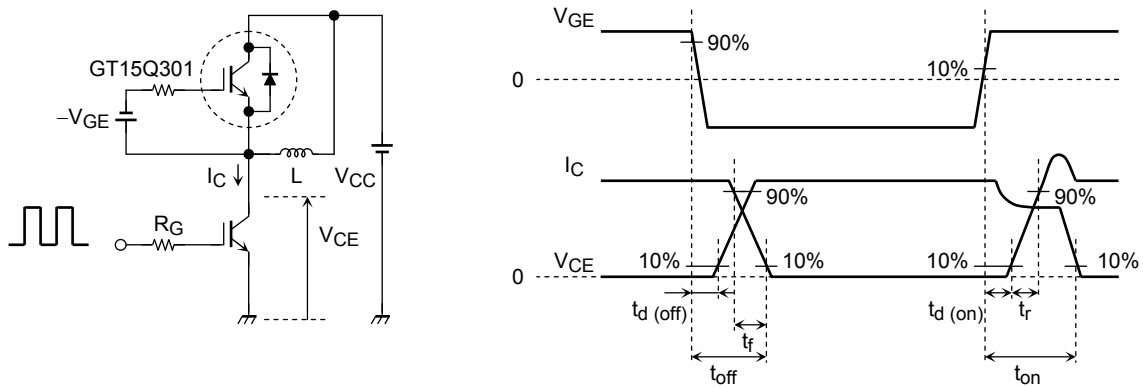 GT15Q301
−VGE
IC
L
VCC
RG
VCE
VGE
90%
0
10%
IC
90%
VCE
10%
10%
10%
10%
0
td (off)
tf
toff
td (on)
tr
ton